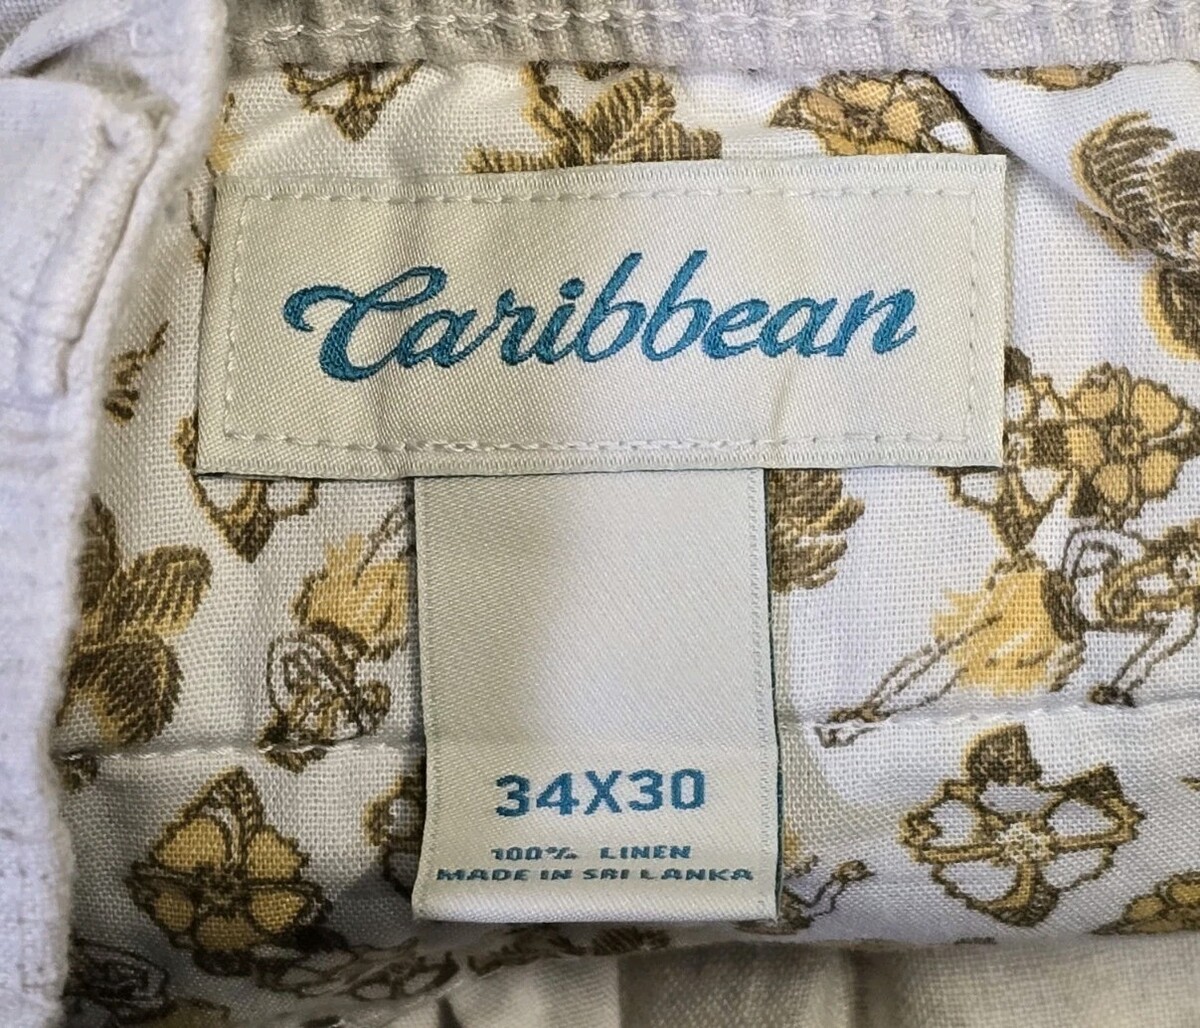 Caribbean
34X30
100% LINEN
MADE IN SRI LANKA